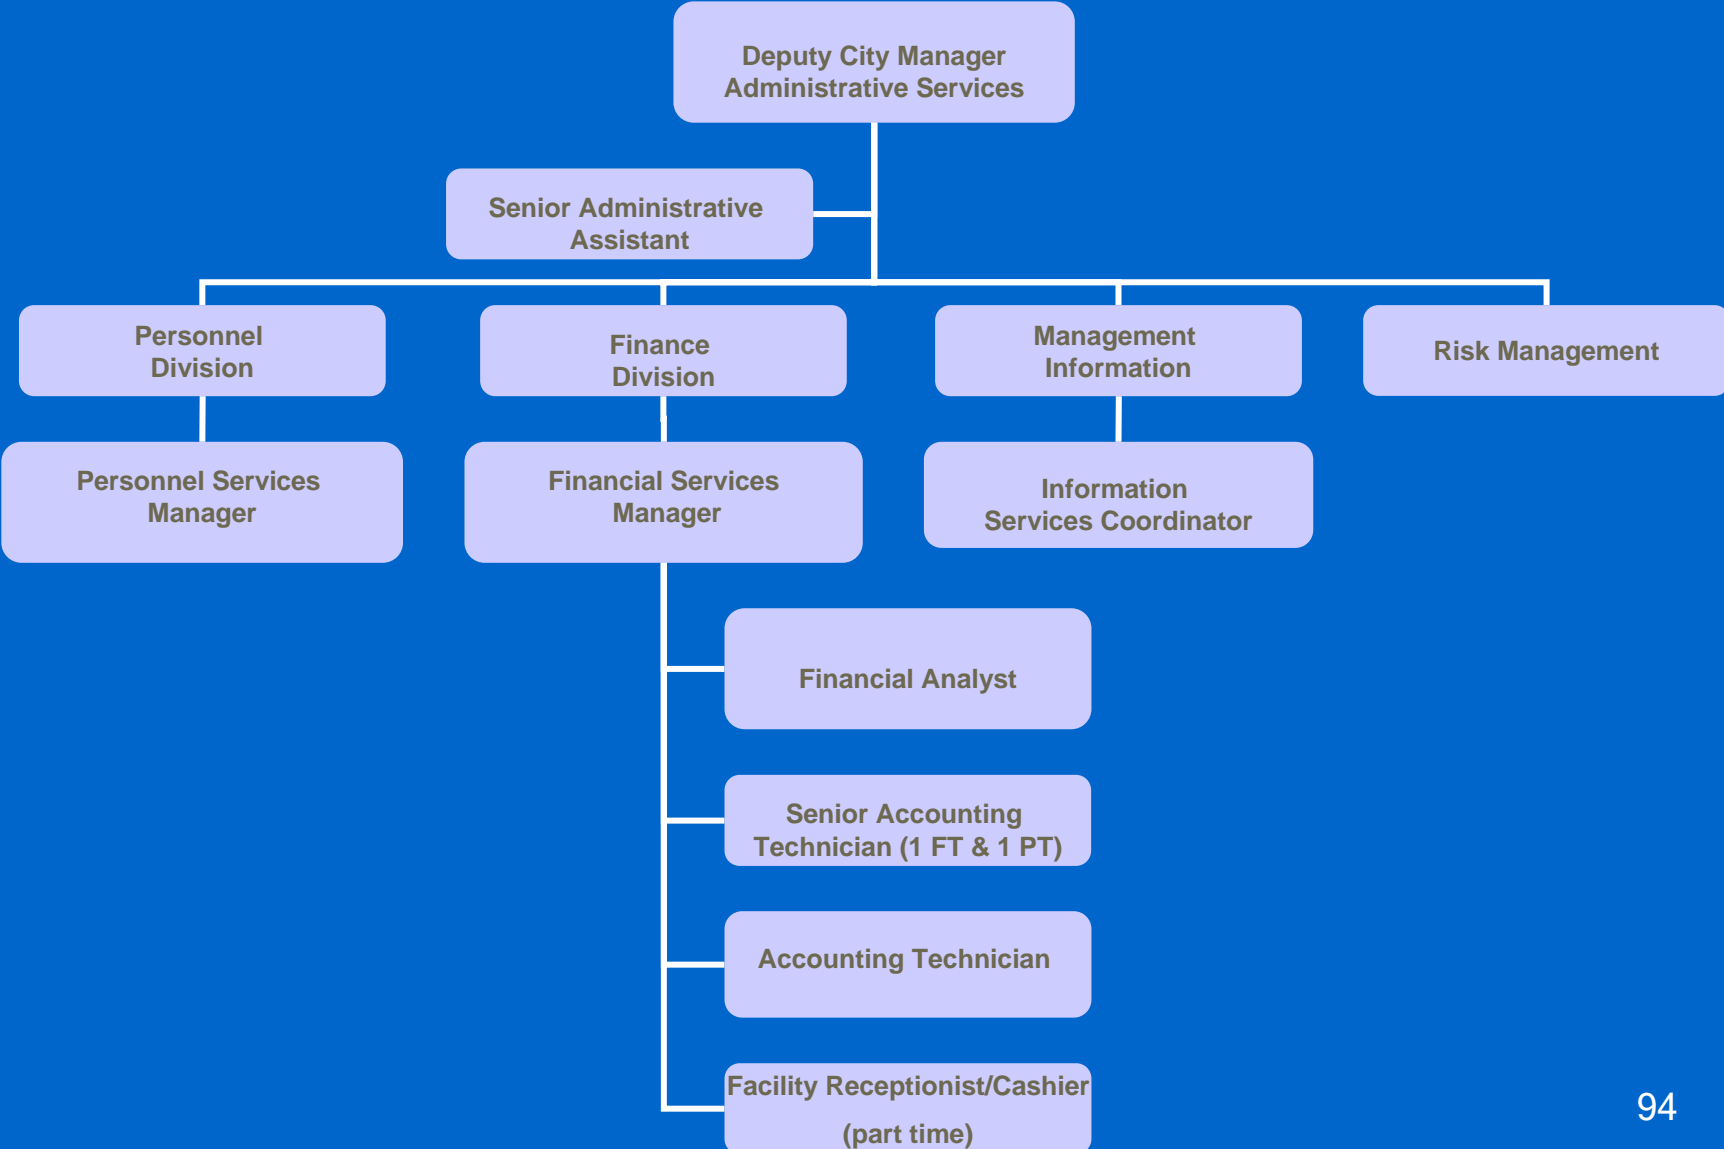 Deputy City Manager
Administrative Services
Senior Administrative
Assistant
Personnel
Division
Finance
Division
Management
Information
Risk Management
Personnel Services
Manager
Financial Services
Manager
Information
Services Coordinator
Financial Analyst
Senior Accounting
Technician (1 FT & 1 PT)
Accounting Technician
Facility Receptionist/Cashier
(part time)
94